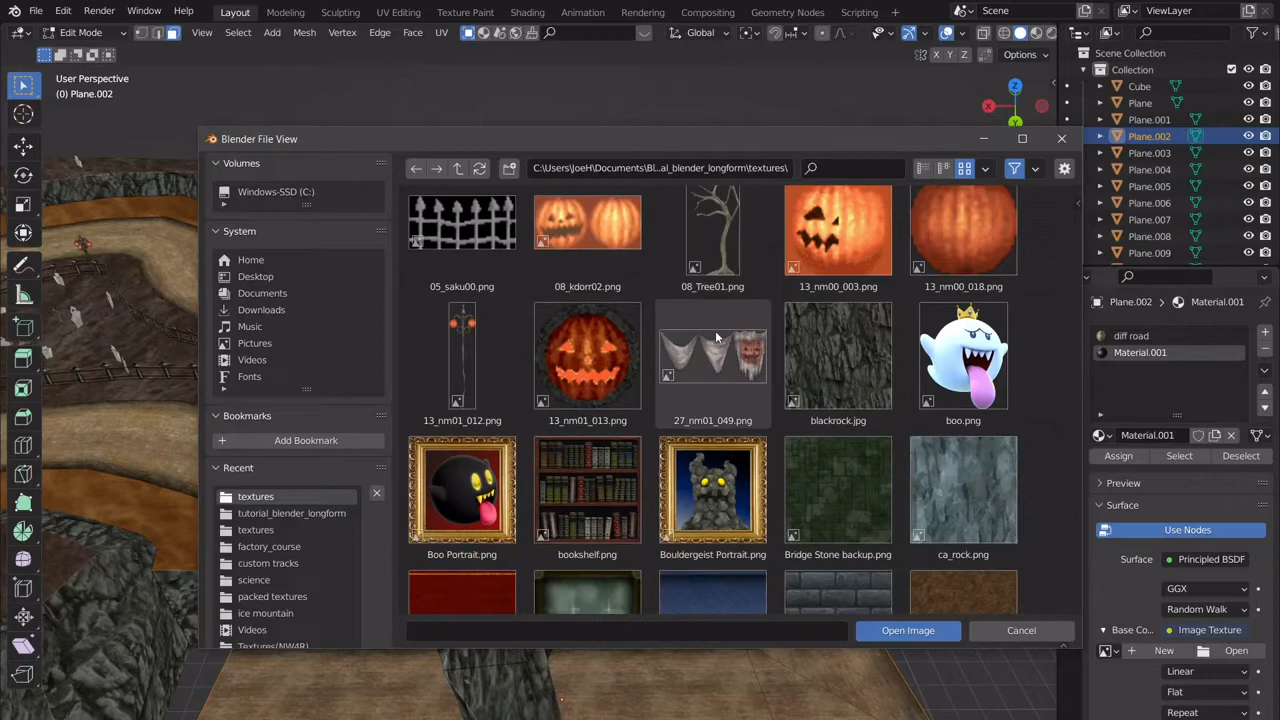 File Edit Render Window Help Layout Modeling Sculpting UV Editing Texture Paint Shading Animation Rendering Compositing Geometry Nodes Scripting + Scene ViewLayer
Edit Mode View Select Add Mesh Vertex Edge Face UV Global
X Y Z Options
User Perspective
(0) Plane.002
Z
X
Y
Scene Collection
Collection
Cube
Plane
Plane.001
Plane.002
Plane.003
Plane.004
Plane.005
Plane.006
Plane.007
Plane.008
Plane.009
Blender File View
Volumes
Windows-SSD (C:)
System
Home
Desktop
Documents
Downloads
Music
Pictures
Videos
Fonts
Bookmarks
+ Add Bookmark
Recent
textures
tutorial_blender_longform
textures
factory_course
custom tracks
science
packed textures
ice mountain
Videos
Textures(NW4R)
C:\Users\JoeH\Documents\Bl...al_blender_longform\textures\
05_saku00.png 08_kdorr02.png 08_Tree01.png 13_nm00_003.png 13_nm00_018.png
13_nm01_012.png 13_nm01_013.png 27_nm01_049.png blackrock.jpg boo.png
Boo Portrait.png bookshelf.png Bouldergeist Portrait.png Bridge Stone backup.png ca_rock.png
Open Image Cancel
Plane.002 > Material.001
diff road
Material.001
Material.001
Assign Select Deselect
Preview
Surface
Use Nodes
Surface Principled BSDF
GGX
Random Walk
Base Co... Image Texture
+ New Open
Linear
Flat
Repeat